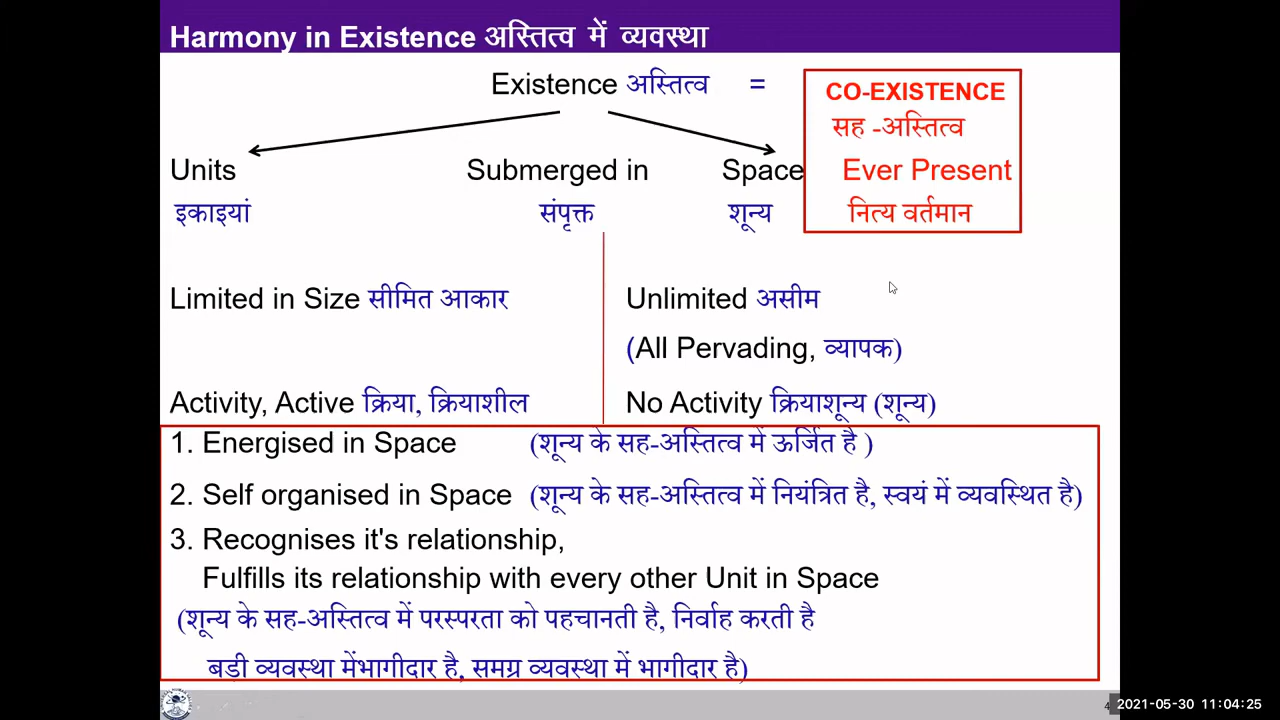 Harmony in Existence अस्तित्व में व्यवस्था
Existence अस्तित्व =
CO-EXISTENCE
सह -अस्तित्व
Units Submerged in Space Ever Present
इकाइयां संपृक्त शून्य नित्य वर्तमान
Limited in Size सीमित आकार Unlimited असीम
(All Pervading, व्यापक)
Activity, Active क्रिया, क्रियाशील No Activity क्रियाशून्य (शून्य)
1. Energised in Space (शून्य के सह-अस्तित्व में ऊर्जित है )
2. Self organised in Space (शून्य के सह-अस्तित्व में नियंत्रित है, स्वयं में व्यवस्थित है)
3. Recognises it's relationship,
Fulfills its relationship with every other Unit in Space
(शून्य के सह-अस्तित्व में परस्परता को पहचानती है, निर्वाह करती है
बड़ी व्यवस्था मेंभागीदार है, समग्र व्यवस्था में भागीदार है)
2021-05-30 11:04:25